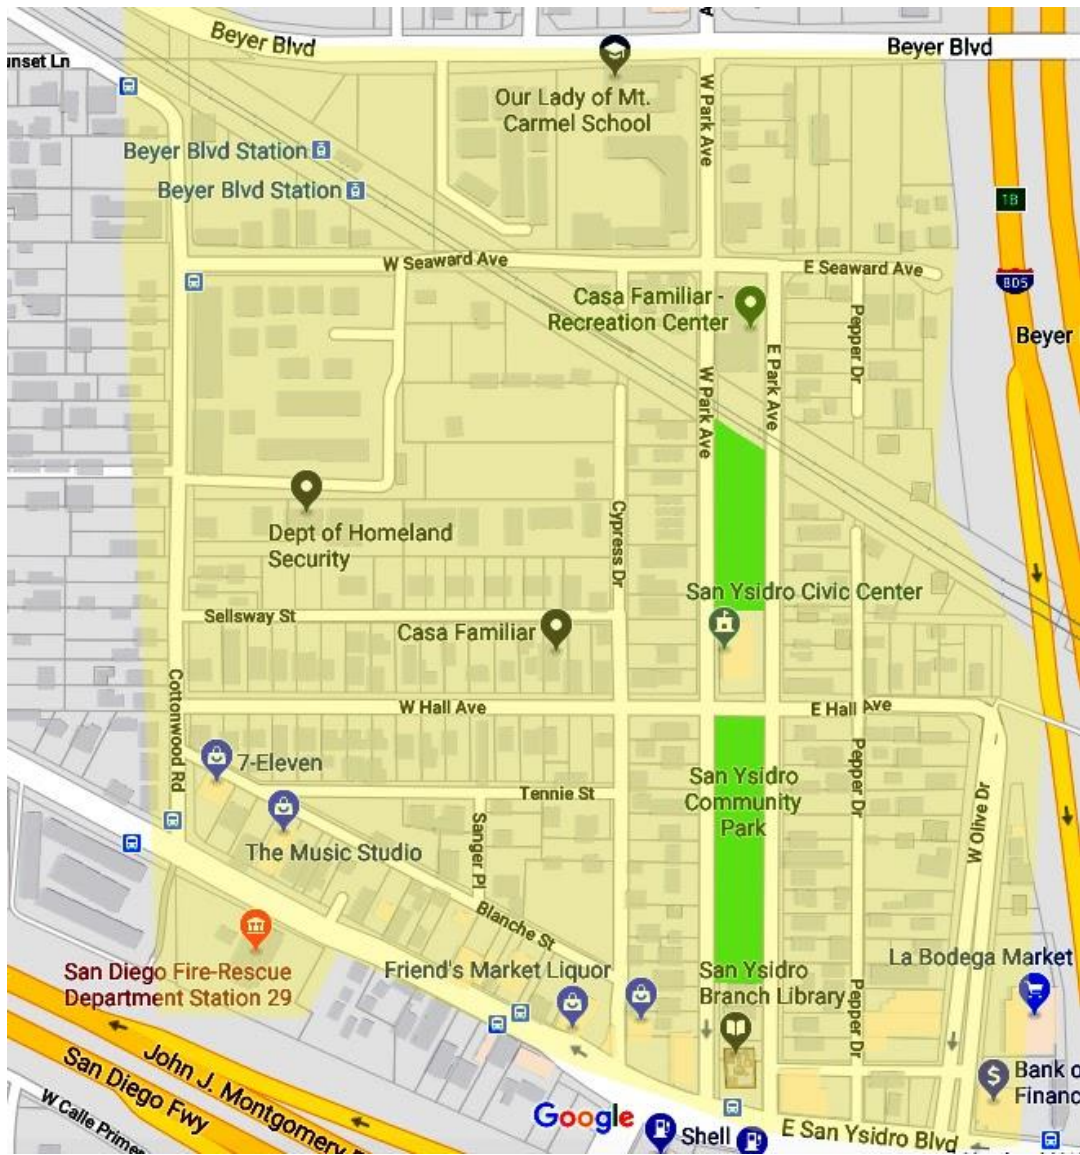 Beyer Blvd
Beyer Blvd
unset Ln
Our Lady of Mt.
Carmel School
W Park Ave
Beyer Blvd Station
Beyer Blvd Station
1B
W Seaward Ave
E Seaward Ave
805
Casa Familiar -
Recreation Center
Pepper Dr
Beyer
E Park Ave
W Park Ave
Dept of Homeland
Security
Cypress Dr
San Ysidro Civic Center
Sellsway St
Casa Familiar
Cottonwood Rd
W Hall Ave
E Hall Ave
7-Eleven
Pepper Dr
San Ysidro
Community
Park
Tennie St
W Olive Dr
The Music Studio
Sanger Pl
Blanche St
San Diego Fire-Rescue
Department Station 29
Friend's Market Liquor
San Ysidro
Branch Library
La Bodega Market
Pepper Dr
John J. Montgomery
San Diego Fwy
W Calle Prime
$
Bank o
Financ
Google
Shell
E San Ysidro Blvd